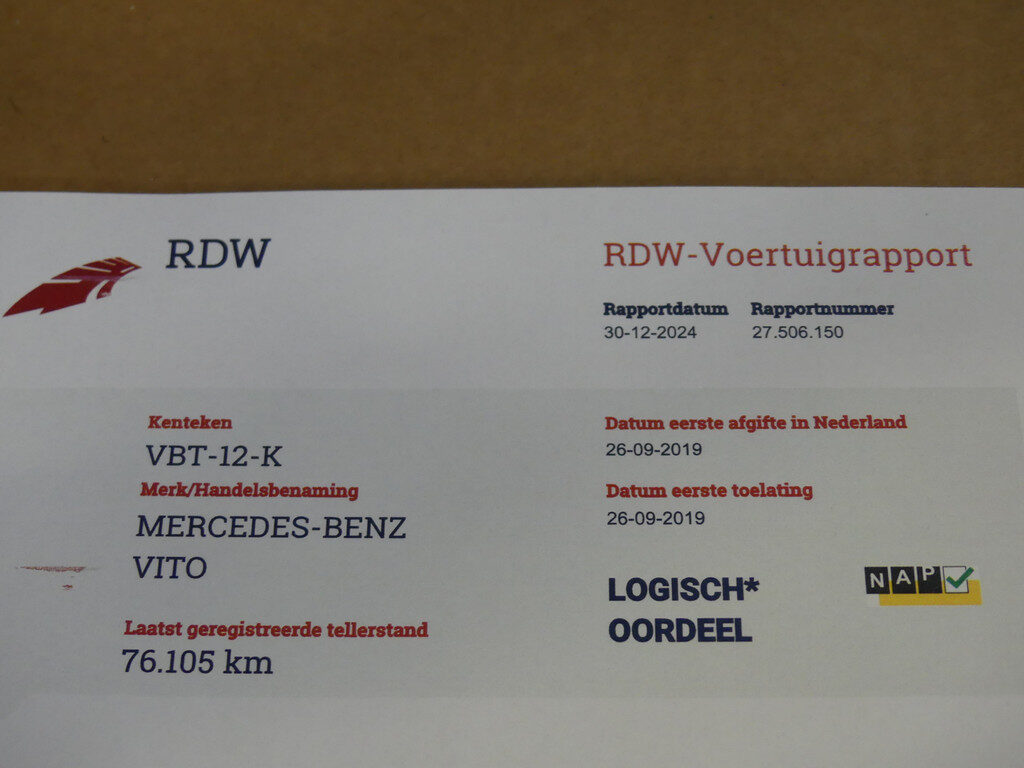 RDW
RDW-Voertuigrapport
Rapportdatum Rapportnummer
30-12-2024 27.506.150
Kenteken
VBT-12-K
Merk/Handelsbenaming
MERCEDES-BENZ
VITO
Laatst geregistreerde tellerstand
76.105 km
Datum eerste afgifte in Nederland
26-09-2019
Datum eerste toelating
26-09-2019
LOGISCH*
OORDEEL
NAP